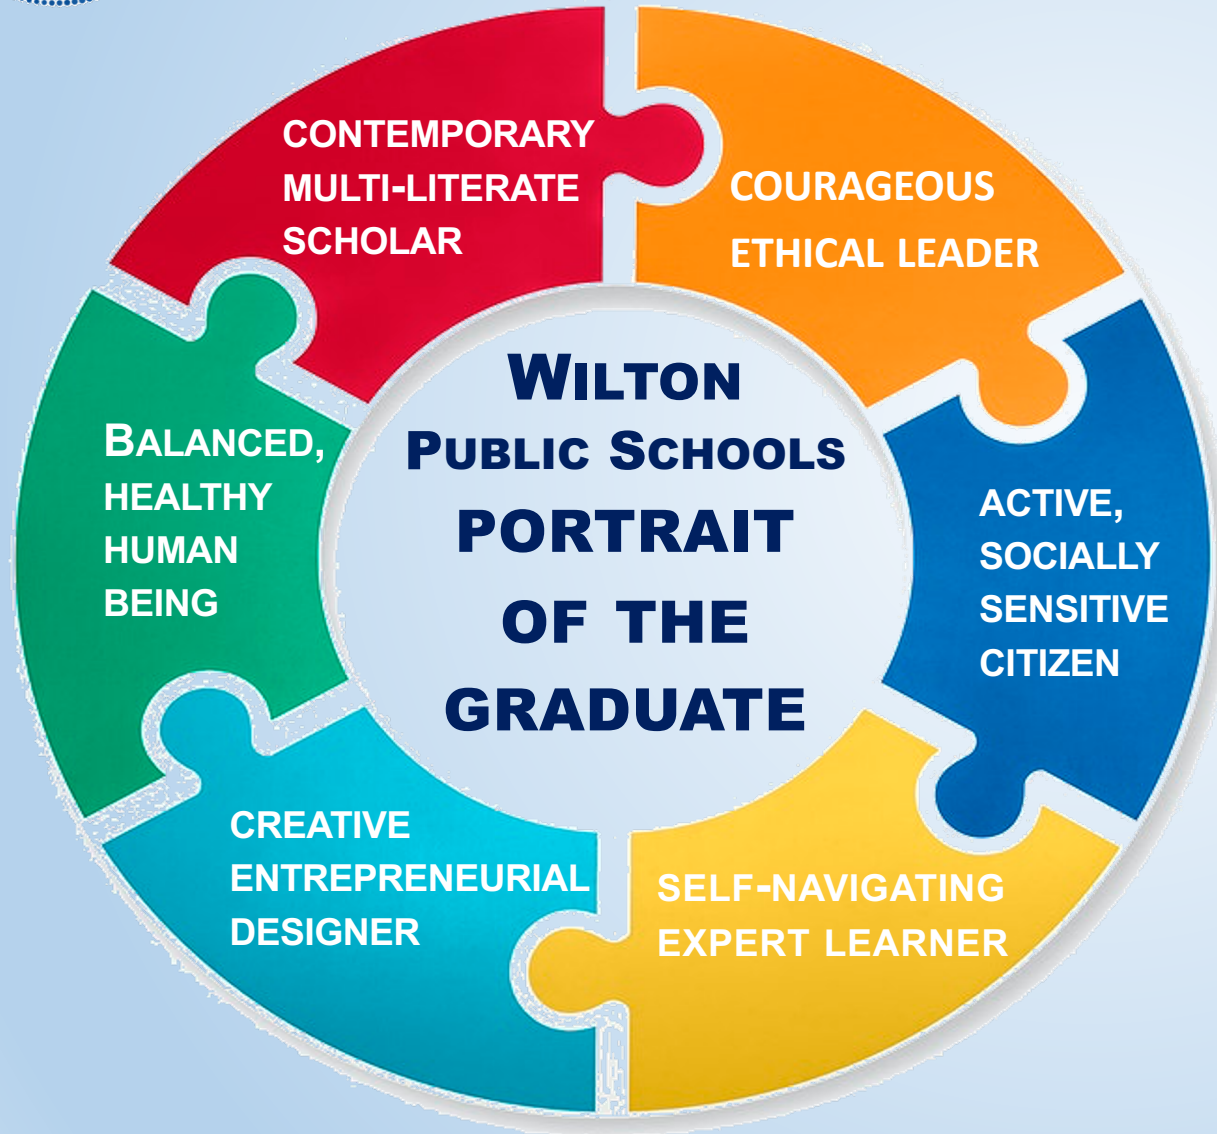 CONTEMPORARY
MULTI-LITERATE
SCHOLAR
COURAGEOUS
ETHICAL LEADER
WILTON
PUBLIC SCHOOLS
PORTRAIT
OF THE
GRADUATE
BALANCED,
HEALTHY
HUMAN
BEING
ACTIVE,
SOCIALLY
SENSITIVE
CITIZEN
CREATIVE
ENTREPRENEURIAL
DESIGNER
SELF-NAVIGATING
EXPERT LEARNER